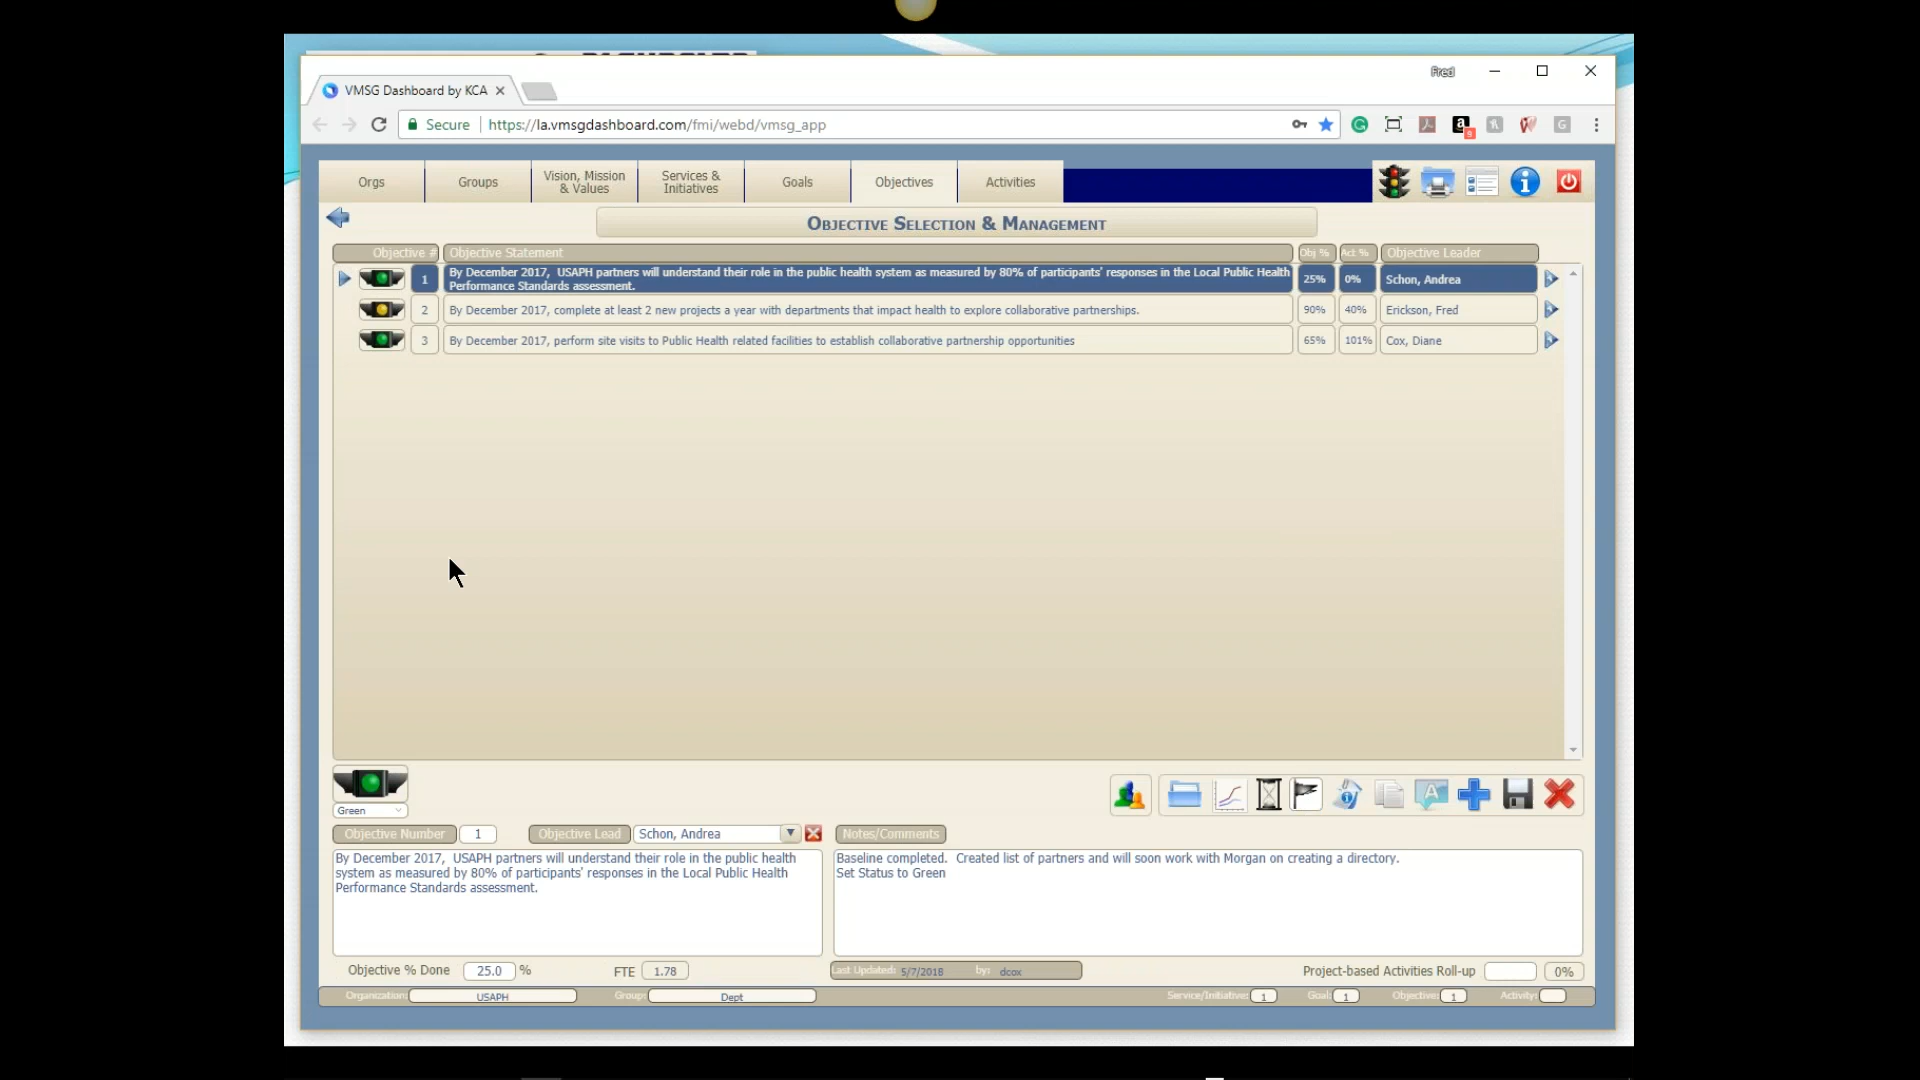 Fred
VMSG Dashboard by KCA
Secure
https://la.vmsgdashboard.com/fmi/webd/vmsg_app
Orgs
Groups
Vision, Mission
& Values
Services &
Initiatives
Goals
Objectives
Activities
Objective Selection & Management
Objective #
Objective Statement
Obj %
Act %
Objective Leader
1
By December 2017, USAPH partners will understand their role in the public health system as measured by 80% of participants' responses in the Local Public Health
Performance Standards assessment.
25%
0%
Schon, Andrea
2
By December 2017, complete at least 2 new projects a year with departments that impact health to explore collaborative partnerships.
90%
40%
Erickson, Fred
3
By December 2017, perform site visits to Public Health related facilities to establish collaborative partnership opportunities
65%
101%
Cox, Diane
Green
Objective Number
1
Objective Lead
Schon, Andrea
Notes/Comments
By December 2017, USAPH partners will understand their role in the public health
system as measured by 80% of participants' responses in the Local Public Health
Performance Standards assessment.
Baseline completed. Created list of partners and will soon work with Morgan on creating a directory.
Set Status to Green
Objective % Done
25.0
%
FTE
1.78
Last Updated:
5/7/2018
by:
dcox
Project-based Activities Roll-up
0%
Organization:
USAPH
Group:
Dept
Service/Initiative:
1
Goal:
1
Objective:
1
Activity: